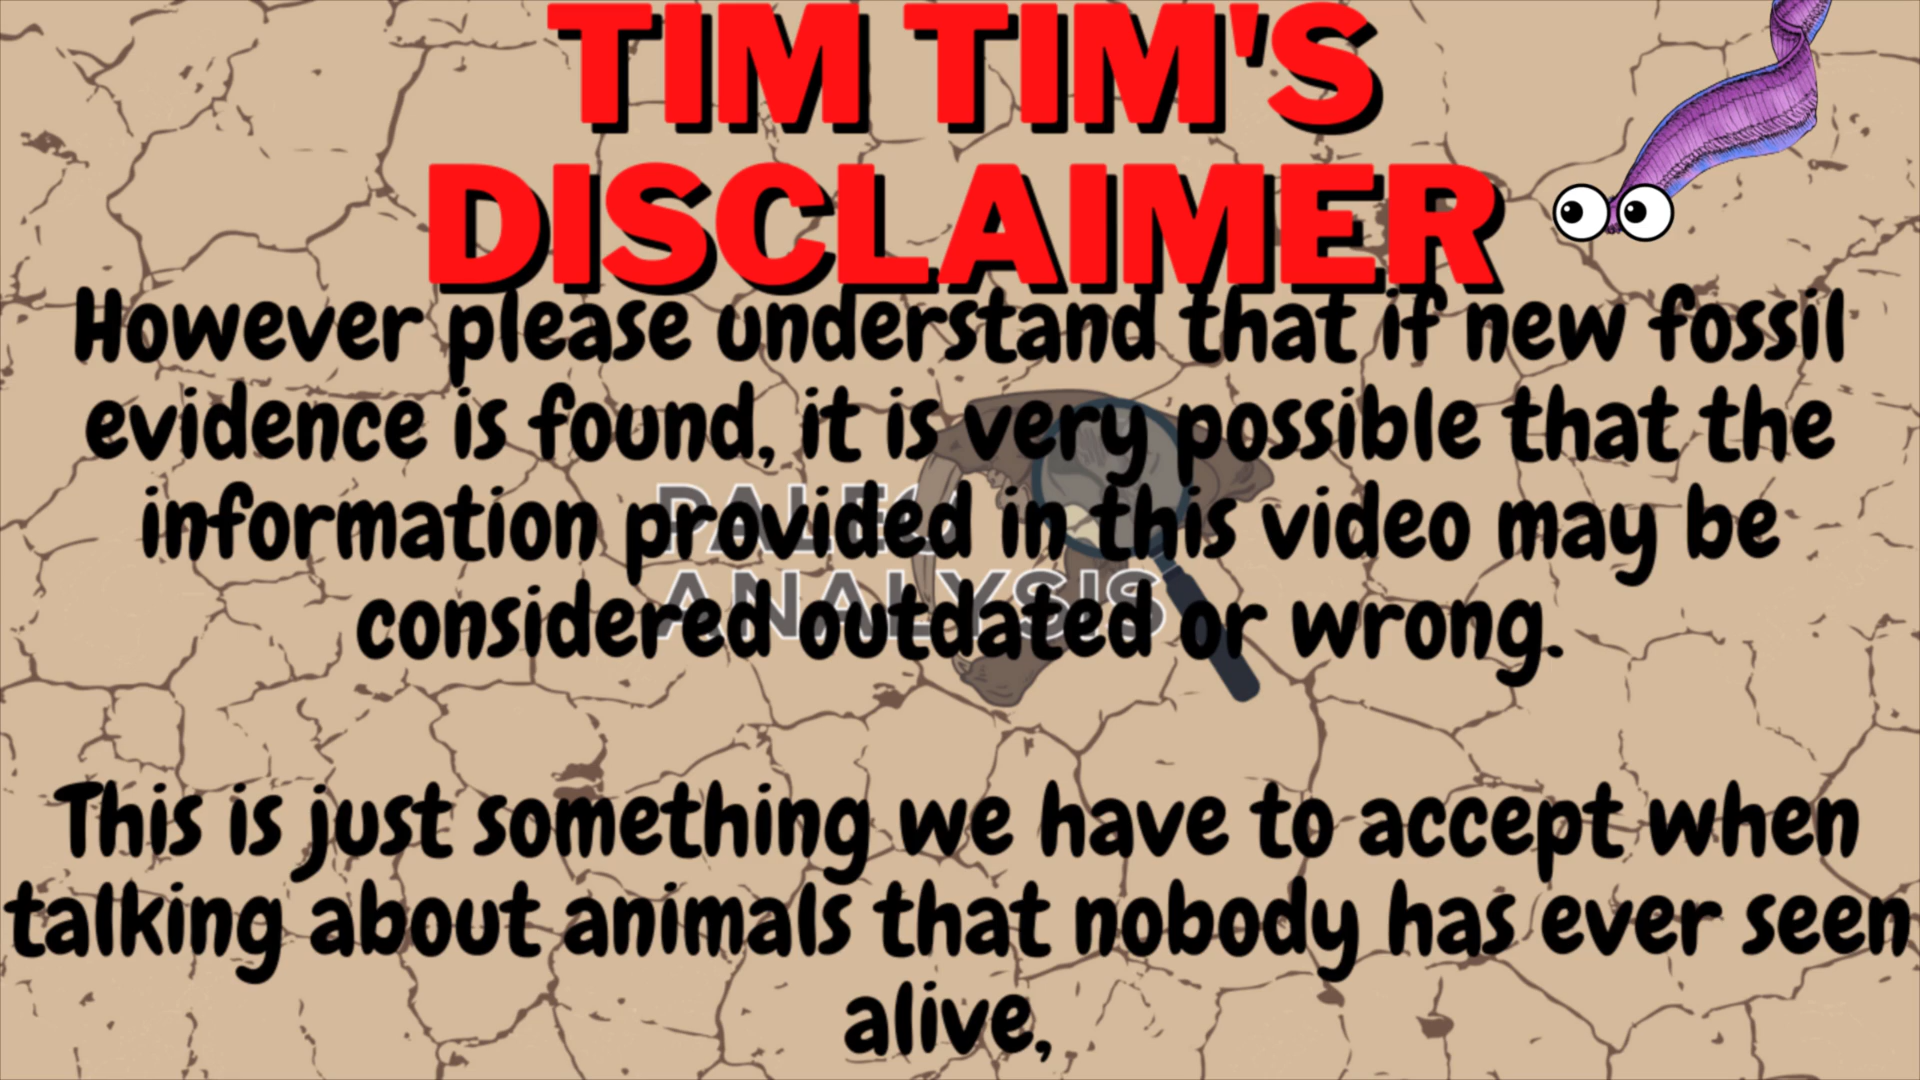 TIM TIM'S
DISCLAIMER
However please understand that if new fossil
evidence is found, it is very possible that the
information provided in this video may be
considered outdated or wrong.
PALEO
ANALYSIS
This is just something we have to accept when
talking about animals that nobody has ever seen
alive,